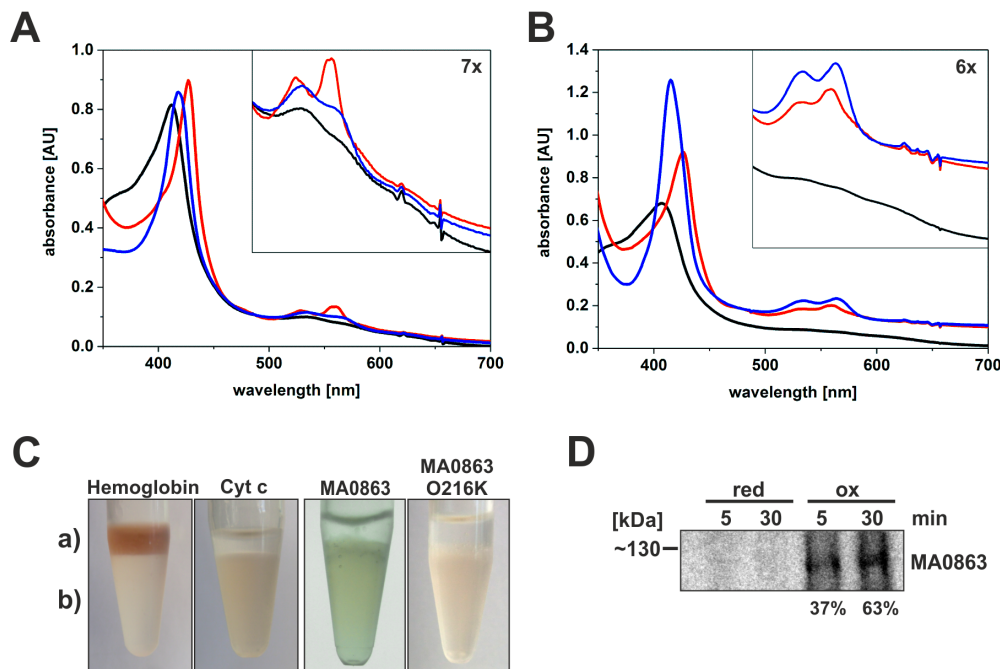 A
B
1.0
0.8
0.6
0.4
0.2
0.0
absorbance [AU]
7x
400
500
600
700
wavelength [nm]
1.4
1.2
1.0
0.8
0.6
0.4
0.2
0.0
absorbance [AU]
6x
400
500
600
700
wavelength [nm]
C
Hemoglobin
Cyt c
MA0863
MA0863
O216K
a)
b)
D
red
ox
[kDa]
5
30
5
30
min
~130
MA0863
37%
63%